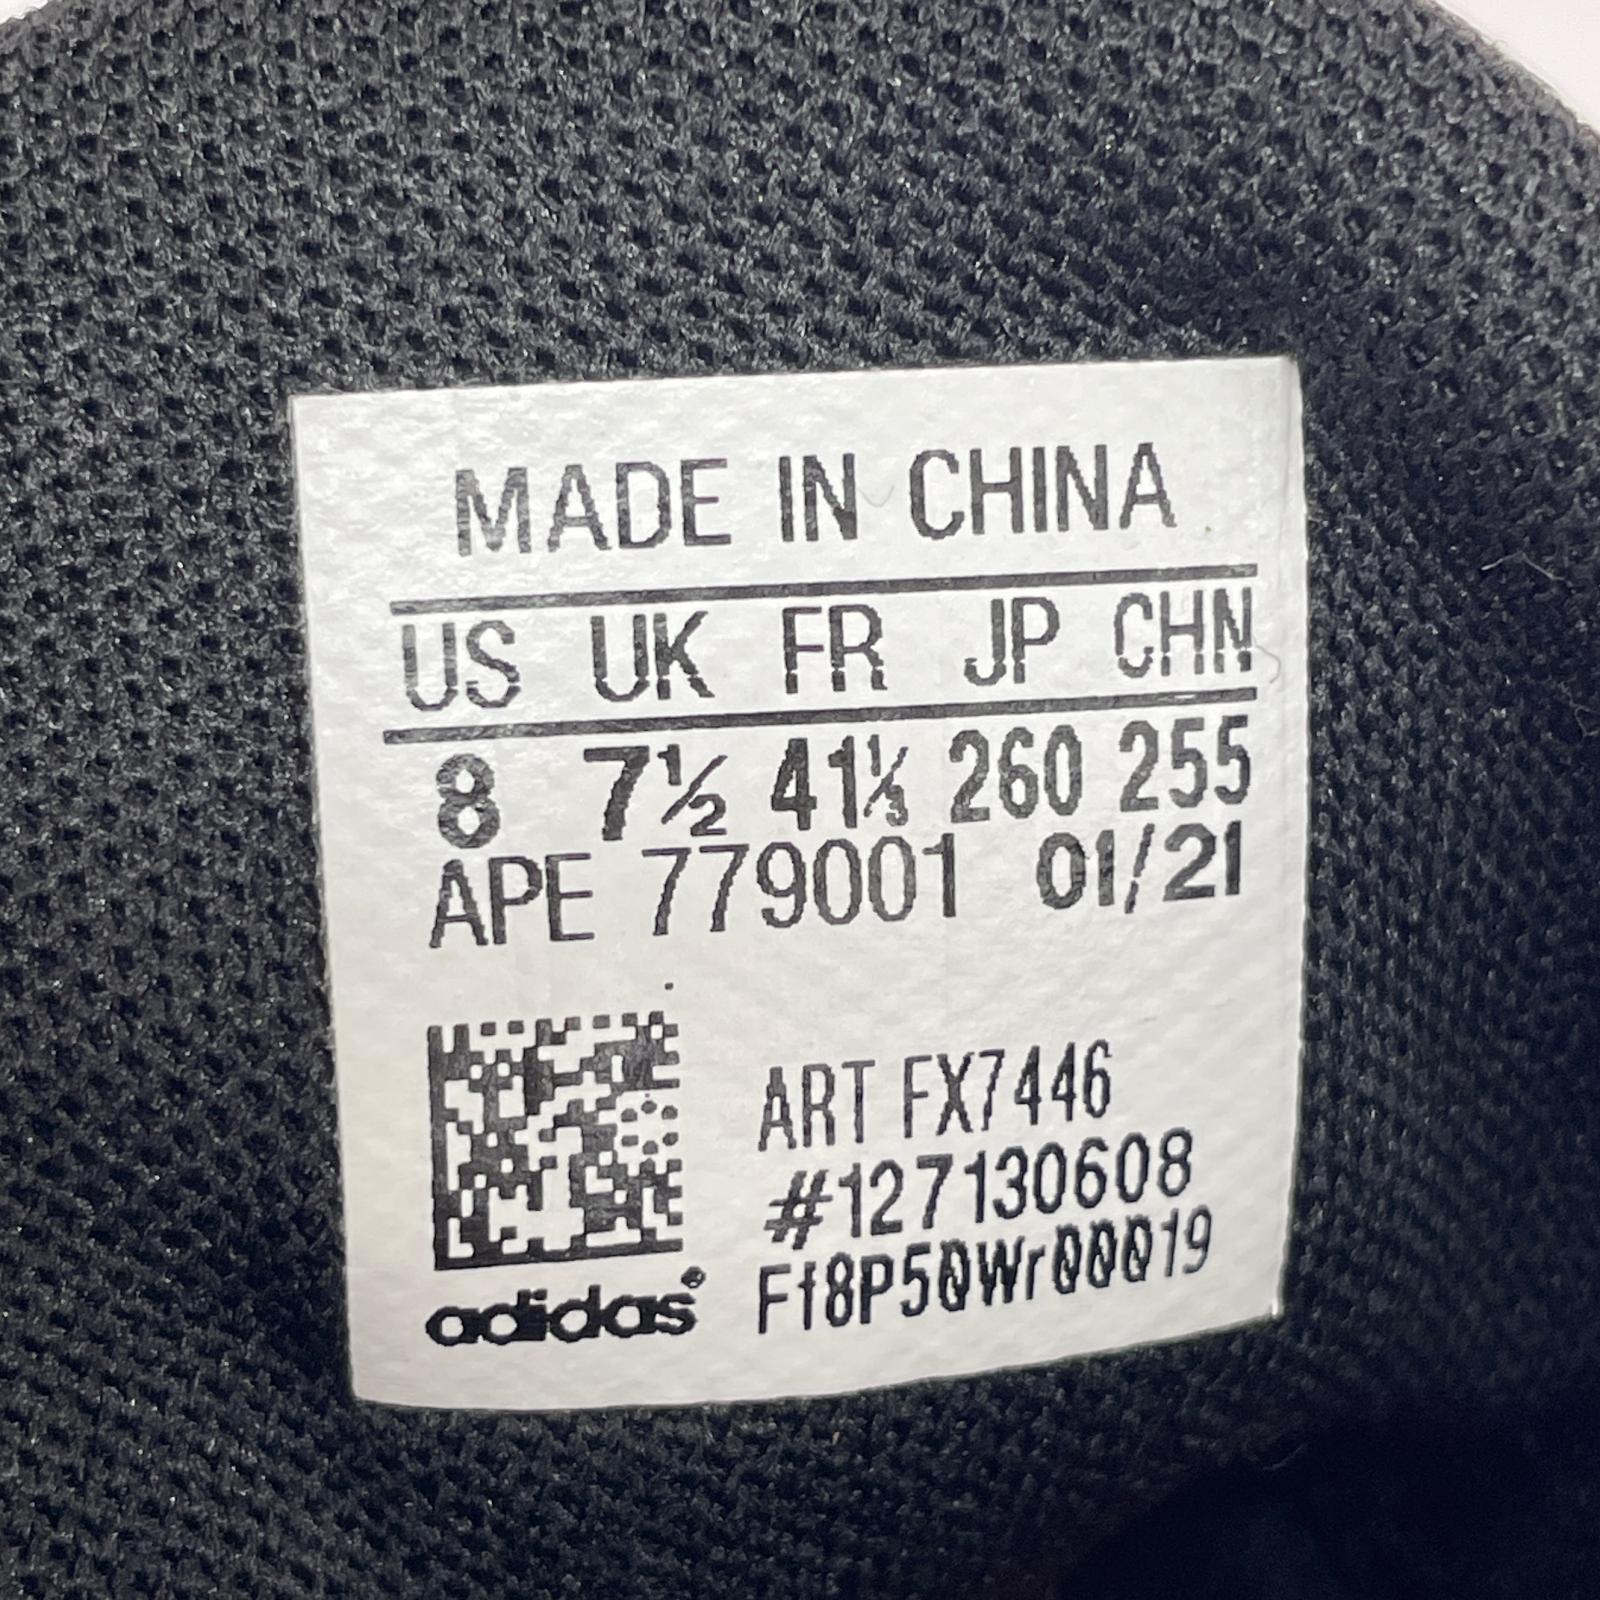 MADE IN CHINA
US UK FR JP CHN
8 7½ 41⅓ 260 255
APE 779001 01/21
ART FX7446
#127130608
Ff8P50Wr00019
adidas®